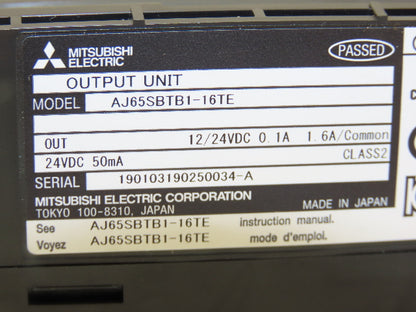 MITSUBISHI
ELECTRIC
PASSED
OUTPUT UNIT
MODEL AJ65SBTB1-16TE
OUT 12/24VDC 0.1A 1.6A/Common
24VDC 50mA CLASS2
SERIAL 190103190250034-A
MITSUBISHI ELECTRIC CORPORATION
TOKYO 100-8310, JAPAN MADE IN JAPAN
See AJ65SBTB1-16TE instruction manual.
Voyez AJ65SBTB1-16TE mode d'emploi.